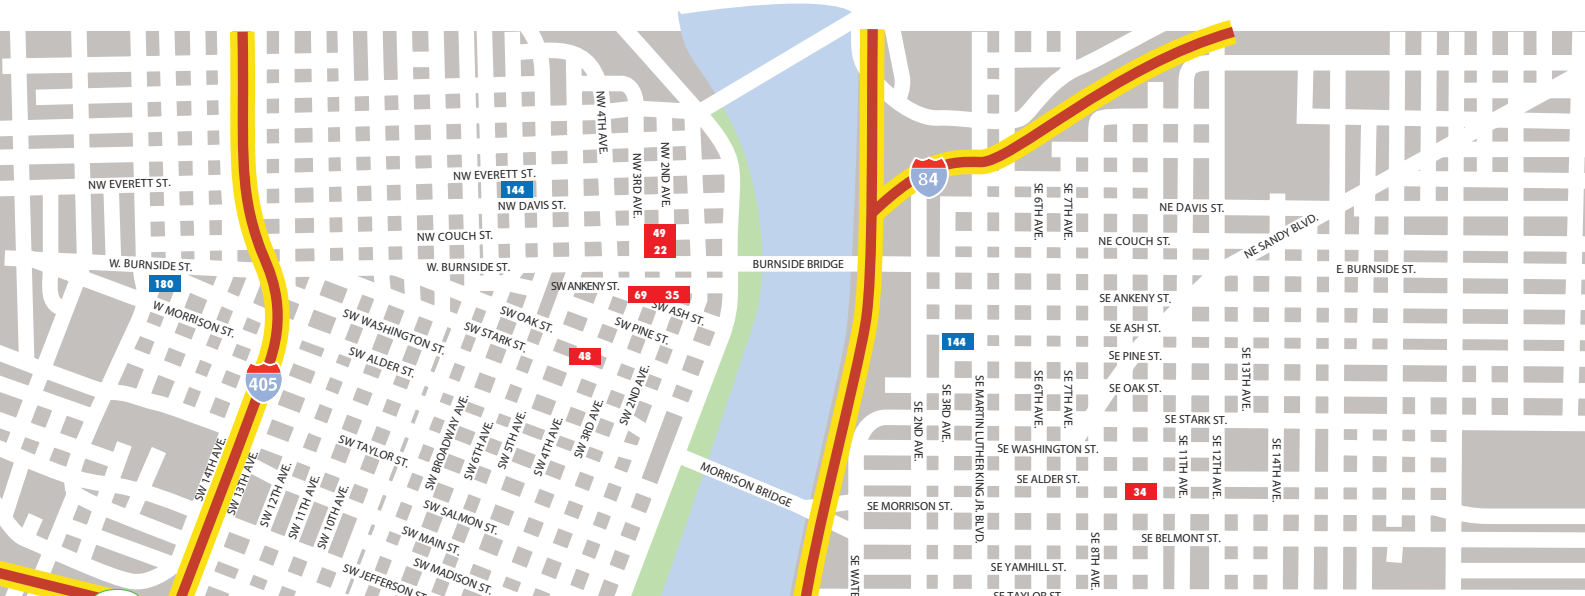 NW 4TH AVE.
NW 3RD AVE.
NW 2ND AVE.
NW EVERETT ST.
NW EVERETT ST.
144
NW DAVIS ST.
84
SE 6TH AVE.
SE 7TH AVE.
NE DAVIS ST.
NW COUCH ST.
49
22
NE COUCH ST.
NE SANDY BLVD.
W. BURNSIDE ST.
W. BURNSIDE ST.
BURNSIDE BRIDGE
E. BURNSIDE ST.
180
SW ANKENY ST.
69 35
SE ANKENY ST.
W MORRISON ST.
SW WASHINGTON ST.
SW OAK ST.
SW ASH ST.
SW STARK ST.
SW PINE ST.
SE ASH ST.
144
SW ALDER ST.
48
SE PINE ST.
405
SE 13TH AVE.
SE OAK ST.
SW 2ND AVE.
SE 2ND AVE.
SE 3RD AVE.
SE MARTIN LUTHER KING JR. BLVD.
SE 6TH AVE.
SE 7TH AVE.
SE STARK ST.
SW BROADWAY AVE.
SW 6TH AVE.
SW 5TH AVE.
SW 4TH AVE.
SW 3RD AVE.
SW TAYLOR ST.
SE WASHINGTON ST.
SE 11TH AVE.
SE 12TH AVE.
SE 14TH AVE.
SW 14TH AVE.
SW 13TH AVE.
SW 12TH AVE.
SW 11TH AVE.
SW 10TH AVE.
MORRISON BRIDGE
SE ALDER ST.
34
SE MORRISON ST.
SW SALMON ST.
SW MAIN ST.
SE BELMONT ST.
SE 8TH AVE.
SW MADISON ST.
SW JEFFERSON ST.
SE WATE
SE YAMHILL ST.
SE TAYLOR ST.